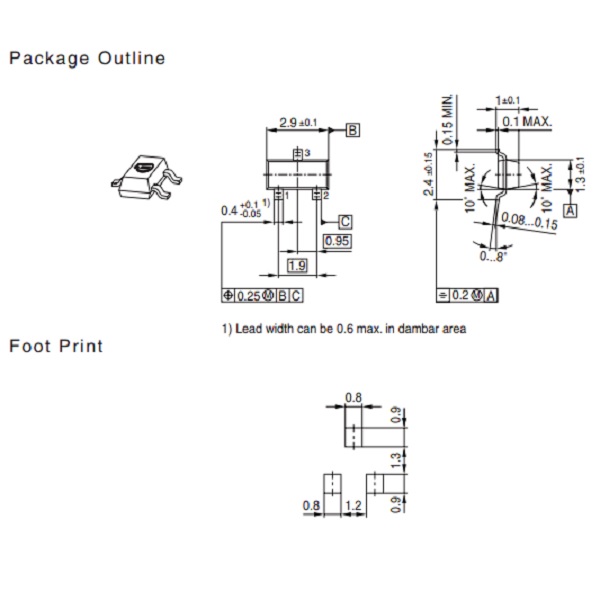 Package Outline
2.9 ±0.1
B
3
1
2
0.4 +0.1 -0.05 1)
C
0.95
1.9
⌖ 0.25 Ⓜ B C
0.15 MIN.
1±0.1
0.1 MAX.
2.4 ±0.15
10° MAX.
10° MAX.
1.3 ±0.1
A
0.08...0.15
0...8°
0.2 Ⓜ A
1) Lead width can be 0.6 max. in dambar area
Foot Print
0.8
0.9
1.3
0.9
0.8
1.2